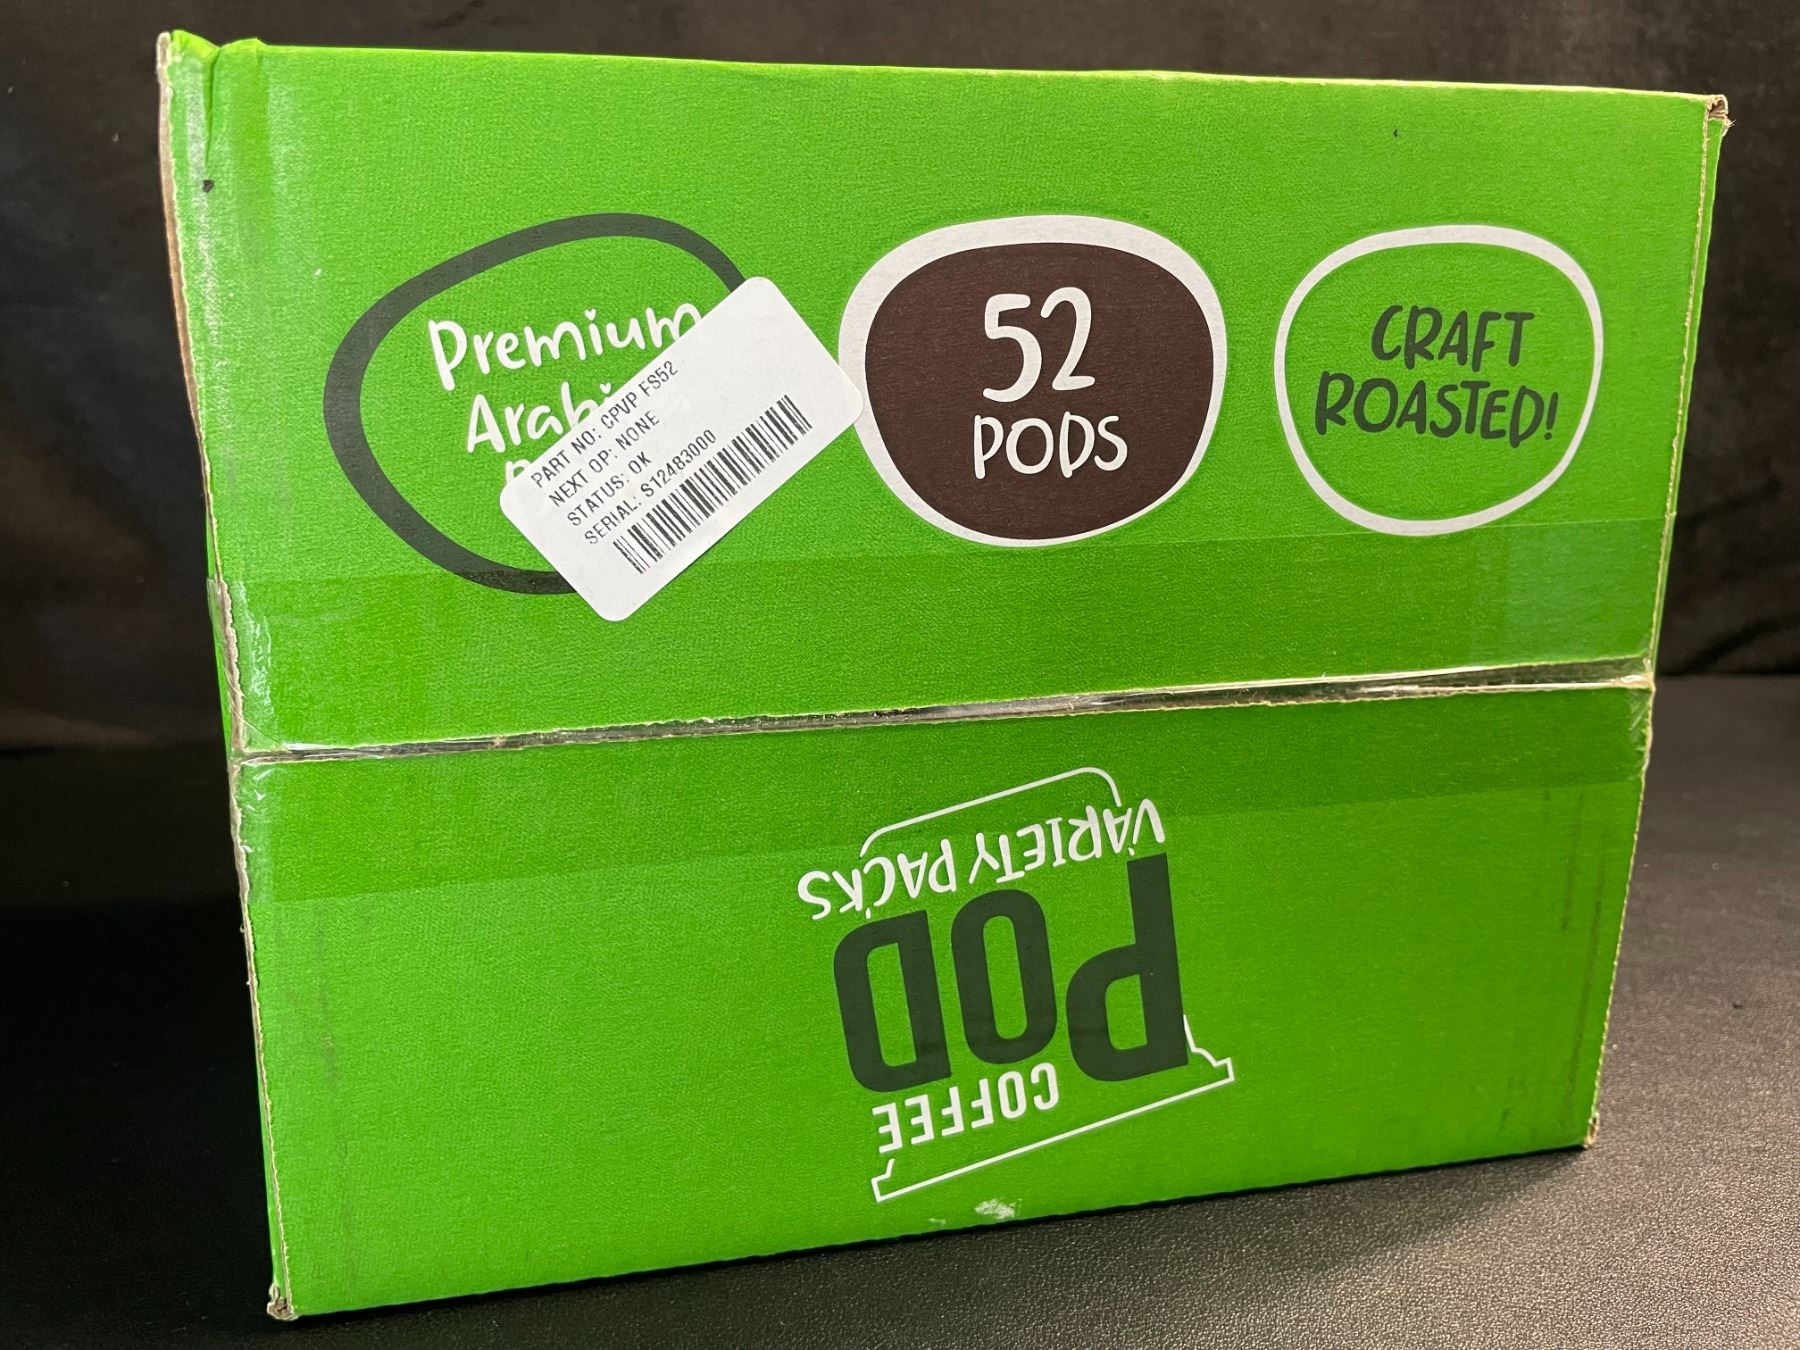 Premium
PART NO: CPVP FS52
NEXT OP: NONE
STATUS: OK
SERIAL: S12483000
52
PODS
CRAFT
ROASTED!
COFFEE
POD
VARIETY PACKS